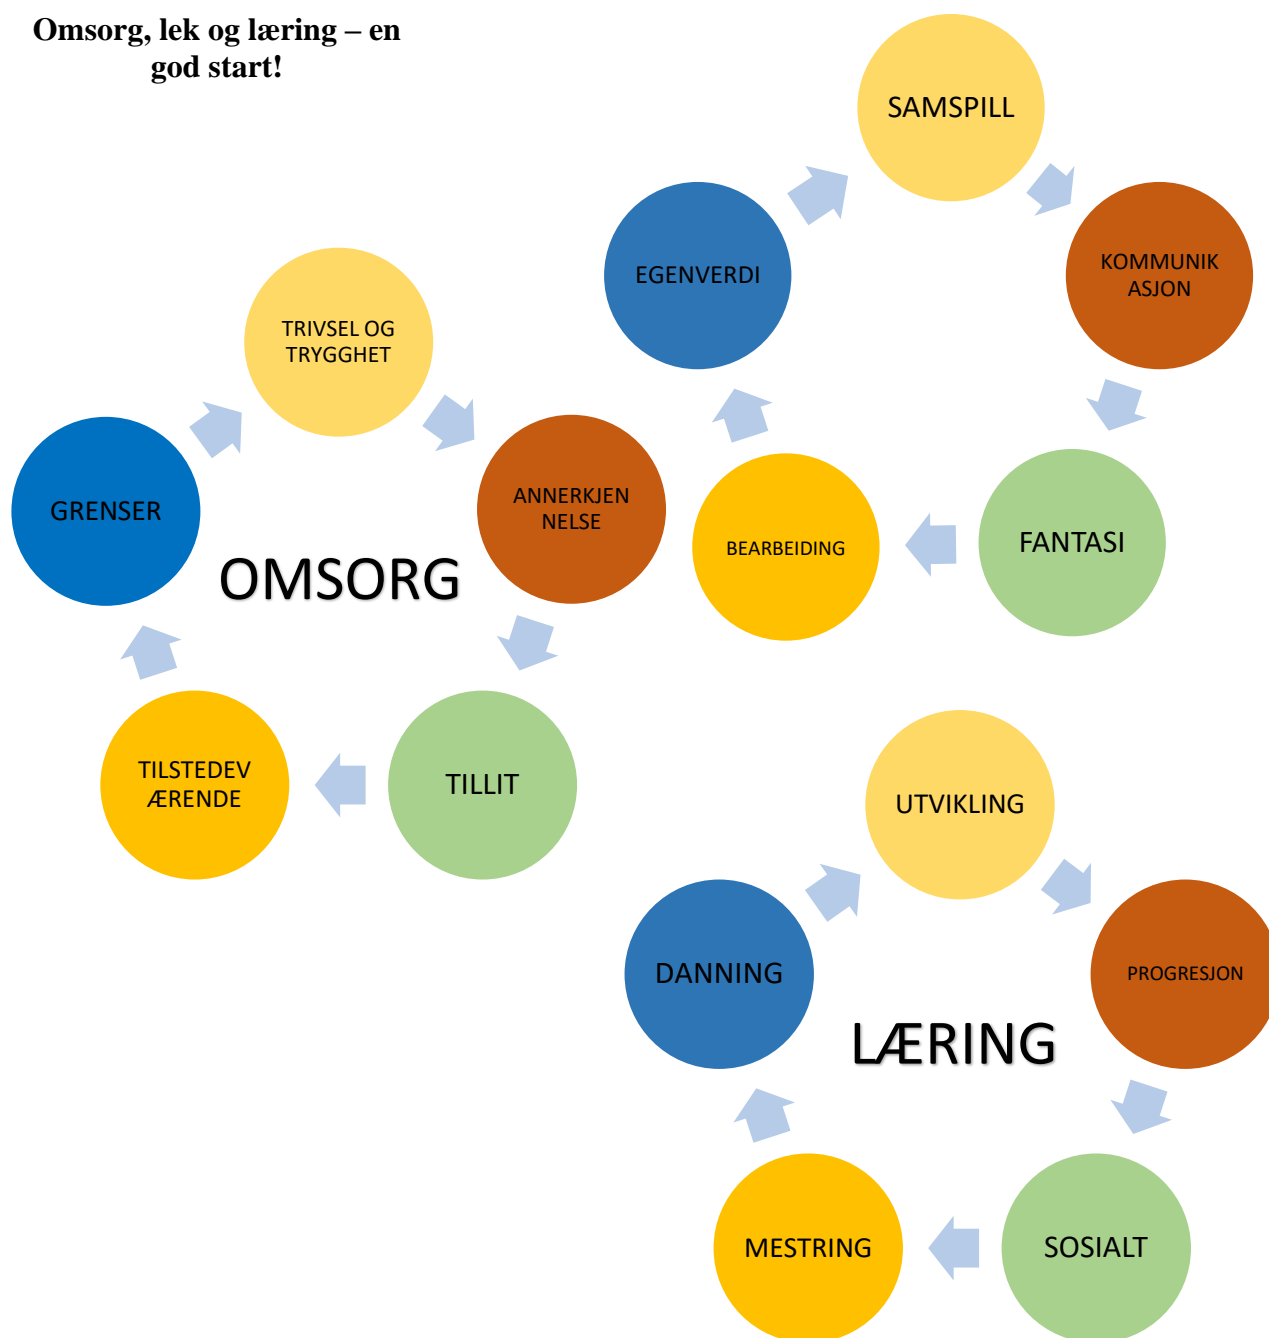 Omsorg, lek og læring – en
god start!
SAMSPILL
KOMMUNIK
ASJON
FANTASI
BEARBEIDING
EGENVERDI
TRIVSEL OG
TRYGGHET
ANNERKJEN
NELSE
TILLIT
TILSTEDEV
ÆRENDE
GRENSER
OMSORG
UTVIKLING
PROGRESJON
SOSIALT
MESTRING
DANNING
LÆRING